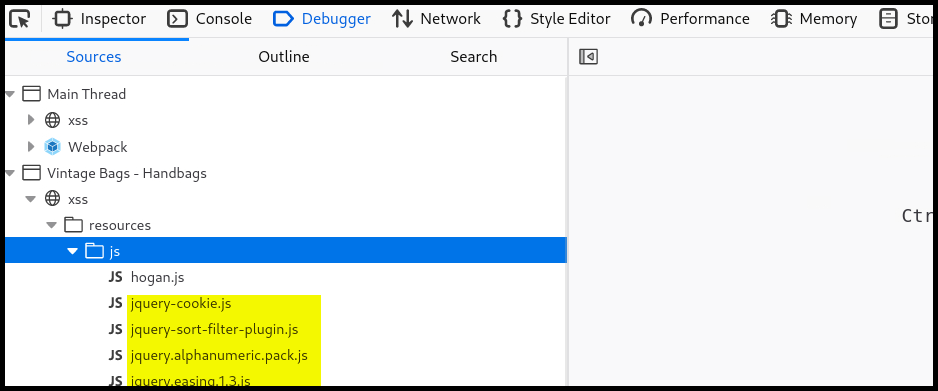 Inspector Console Debugger Network Style Editor Performance Memory
Sources Outline Search
Main Thread
xss
Webpack
Vintage Bags - Handbags
xss
resources
js
JS hogan.js
JS jquery-cookie.js
JS jquery-sort-filter-plugin.js
JS jquery.alphanumeric.pack.js
JS jquery.easing.1.3.js
Ctr